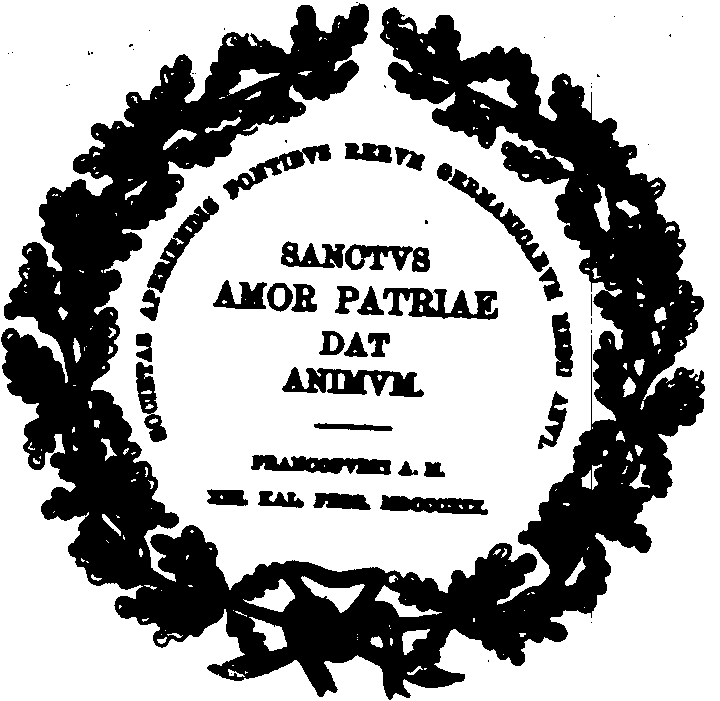 SOCIETAS APERIENDIS FONTIBVS RERVM GERMANICARVM MEDII AEVI.
SANCTVS
AMOR PATRIAE
DAT
ANIMVM.
FRANCOFVRTI A. M.
XIII. KAL. FEBR. MDCCCXIX.